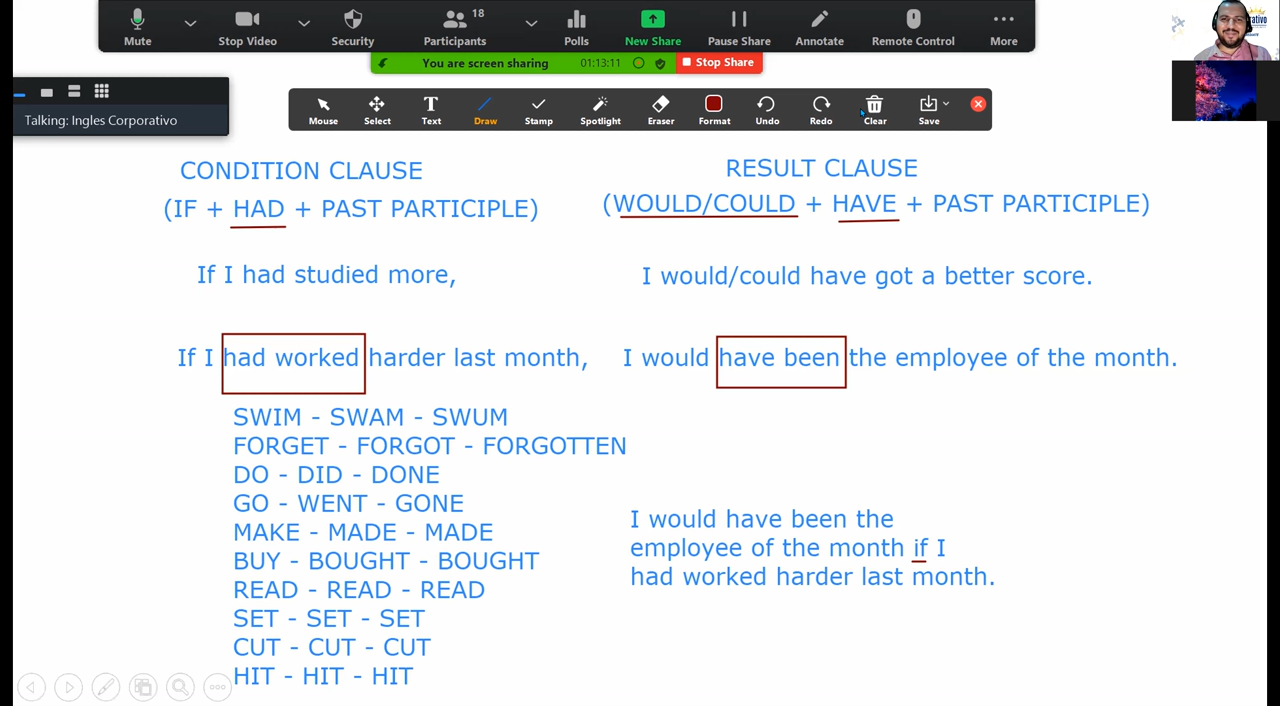 Mute
Stop Video
Security
Participants
18
Polls
New Share
Pause Share
Annotate
Remote Control
More
You are screen sharing
01:13:11
Stop Share
Talking: Ingles Corporativo
Mouse
Select
Text
Draw
Stamp
Spotlight
Eraser
Format
Undo
Redo
Clear
Save
CONDITION CLAUSE
(IF + HAD + PAST PARTICIPLE)
RESULT CLAUSE
(WOULD/COULD + HAVE + PAST PARTICIPLE)
If I had studied more,
I would/could have got a better score.
If I had worked harder last month,
I would have been the employee of the month.
SWIM - SWAM - SWUM
FORGET - FORGOT - FORGOTTEN
DO - DID - DONE
GO - WENT - GONE
MAKE - MADE - MADE
BUY - BOUGHT - BOUGHT
READ - READ - READ
SET - SET - SET
CUT - CUT - CUT
HIT - HIT - HIT
I would have been the
employee of the month if I
had worked harder last month.